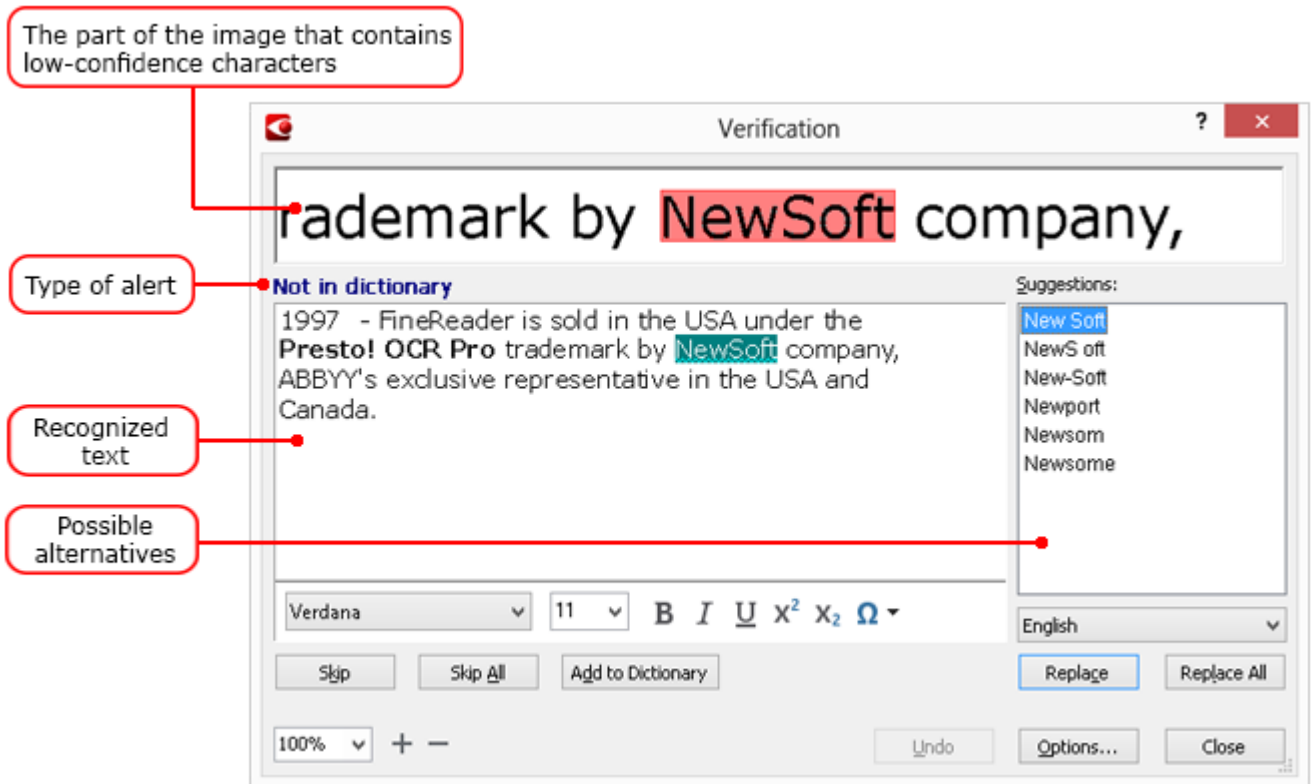 The part of the image that contains
low-confidence characters
Verification
?
rademark by NewSoft company,
Type of alert
Not in dictionary
Suggestions:
1997 - FineReader is sold in the USA under the
Presto! OCR Pro trademark by NewSoft company,
ABBYY's exclusive representative in the USA and
Canada.
New Soft
NewS oft
New-Soft
Newport
Newsom
Newsome
Recognized
text
Possible
alternatives
Verdana 11 B I U X² X₂ Ω
English
Skip Skip All Add to Dictionary Replace Replace All
100% + − Undo Options... Close